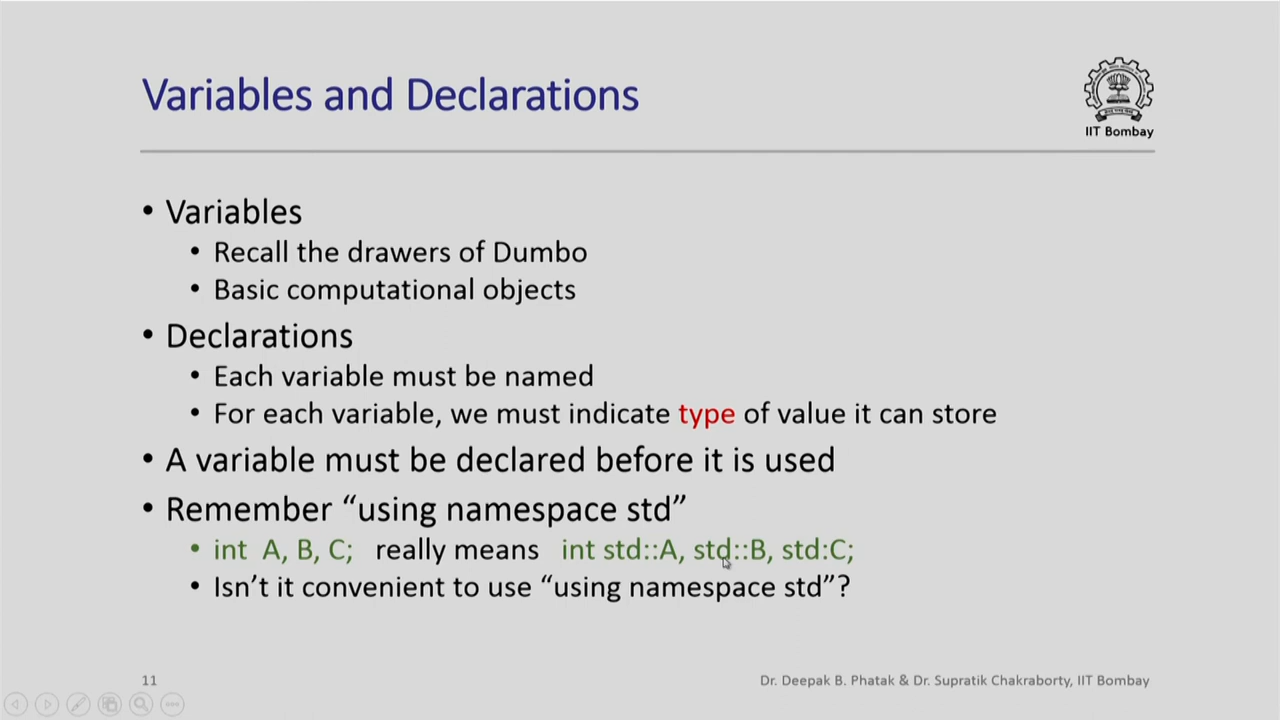 Variables and Declarations
IIT Bombay
• Variables
• Recall the drawers of Dumbo
• Basic computational objects
• Declarations
• Each variable must be named
• For each variable, we must indicate type of value it can store
• A variable must be declared before it is used
• Remember “using namespace std”
• int A, B, C; really means int std::A, std::B, std:C;
• Isn’t it convenient to use “using namespace std”?
11
Dr. Deepak B. Phatak & Dr. Supratik Chakraborty, IIT Bombay